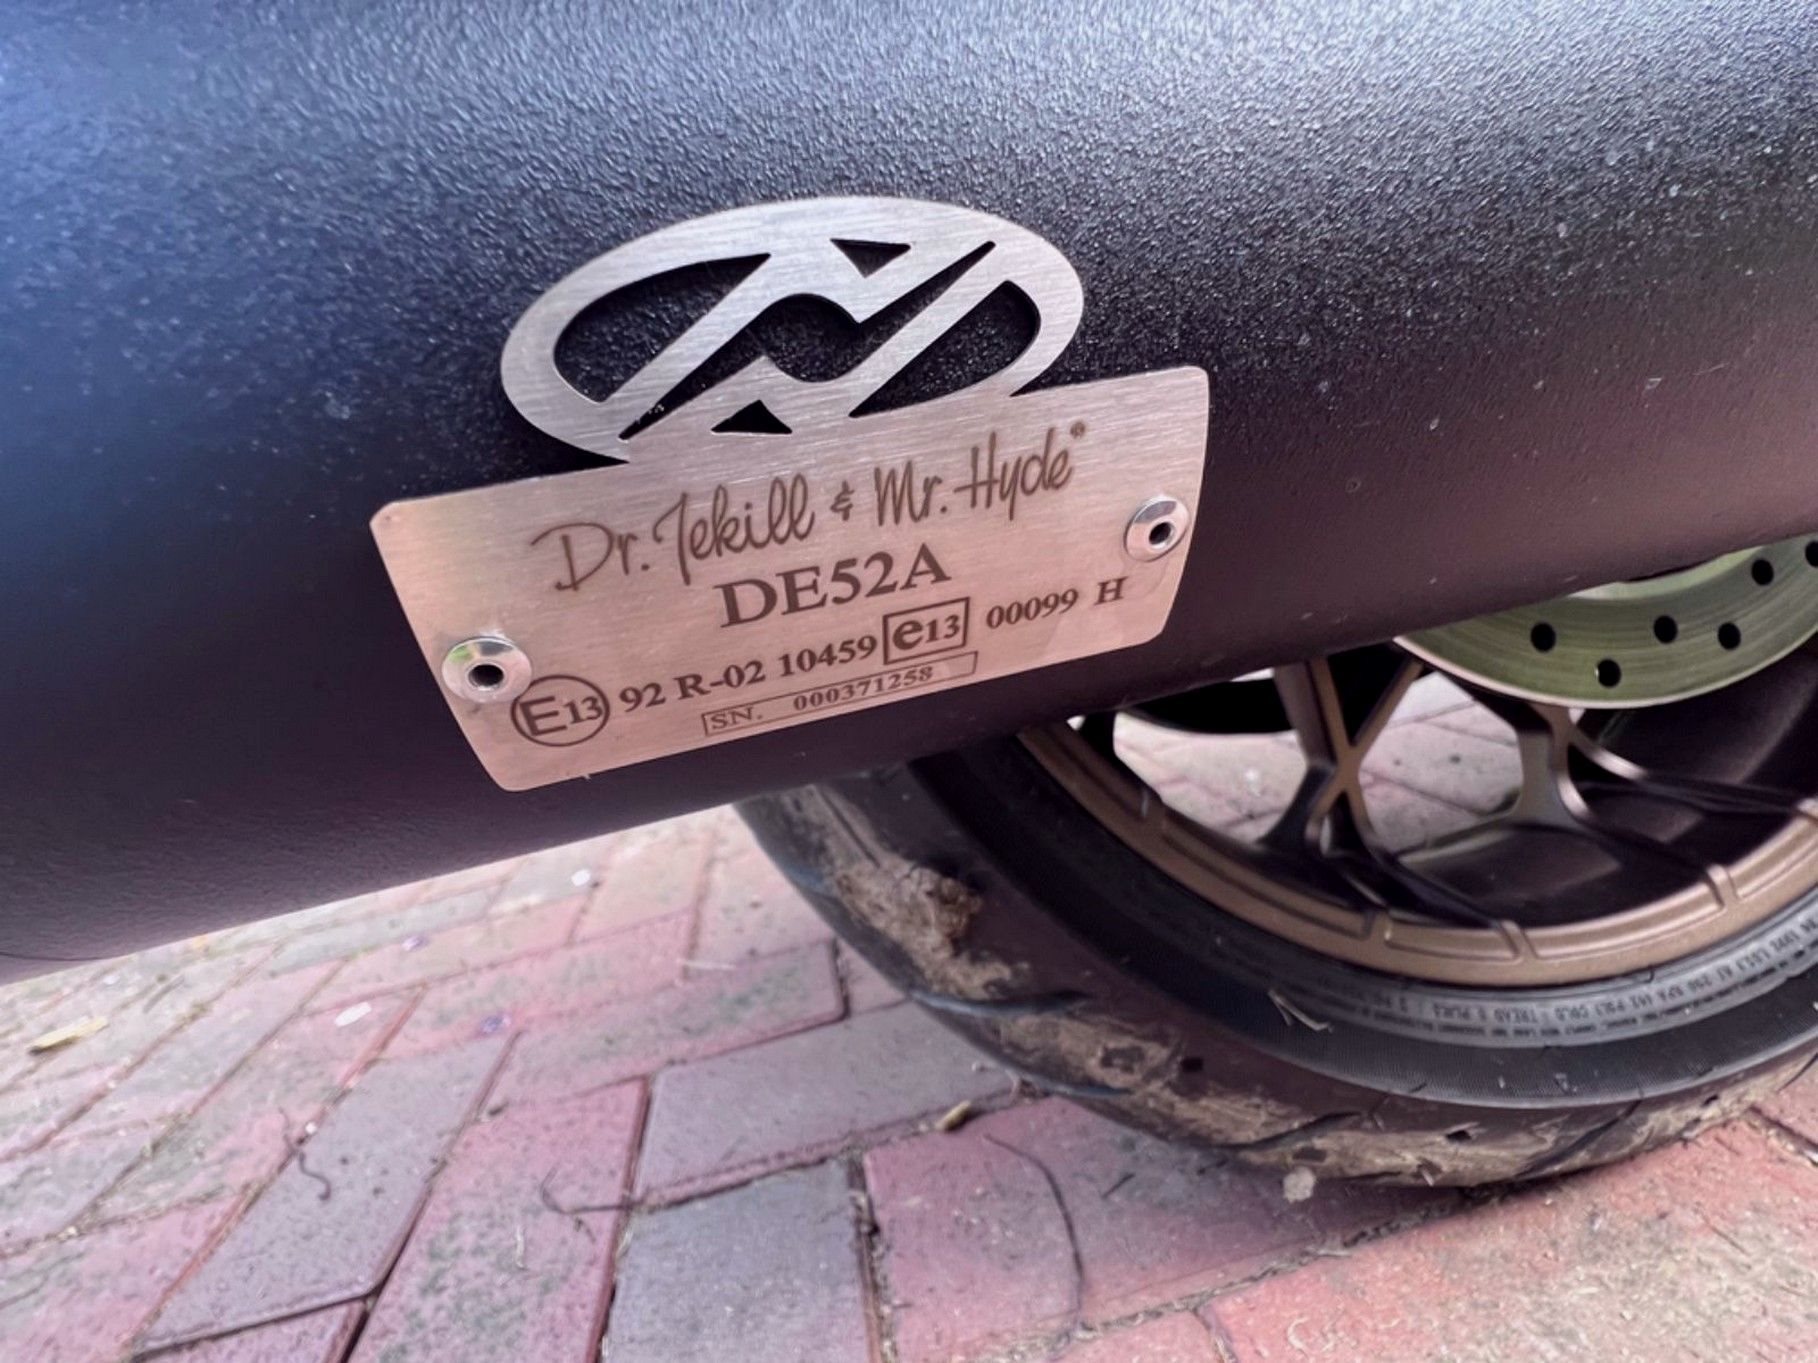 Dr. Jekill & Mr. Hyde®
DE52A
E13 92 R-02 10459 e13 00099 H
SN. 000371258